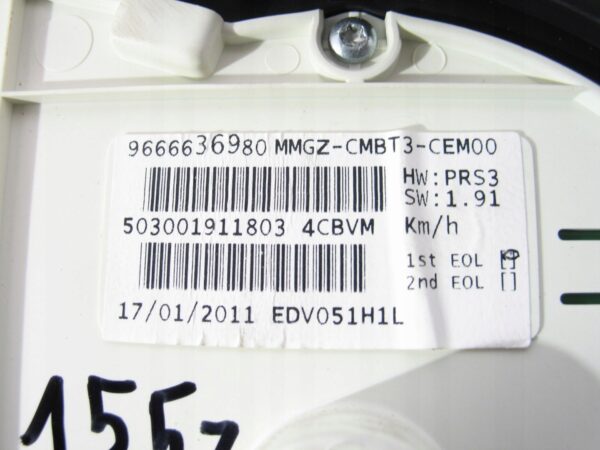 9666636980 MMGZ-CMBT3-CEM00
HW:PRS3
SW:1.91
503001911803 4CBVM Km/h
1st EOL [P]
2nd EOL []
17/01/2011 EDV051H1L